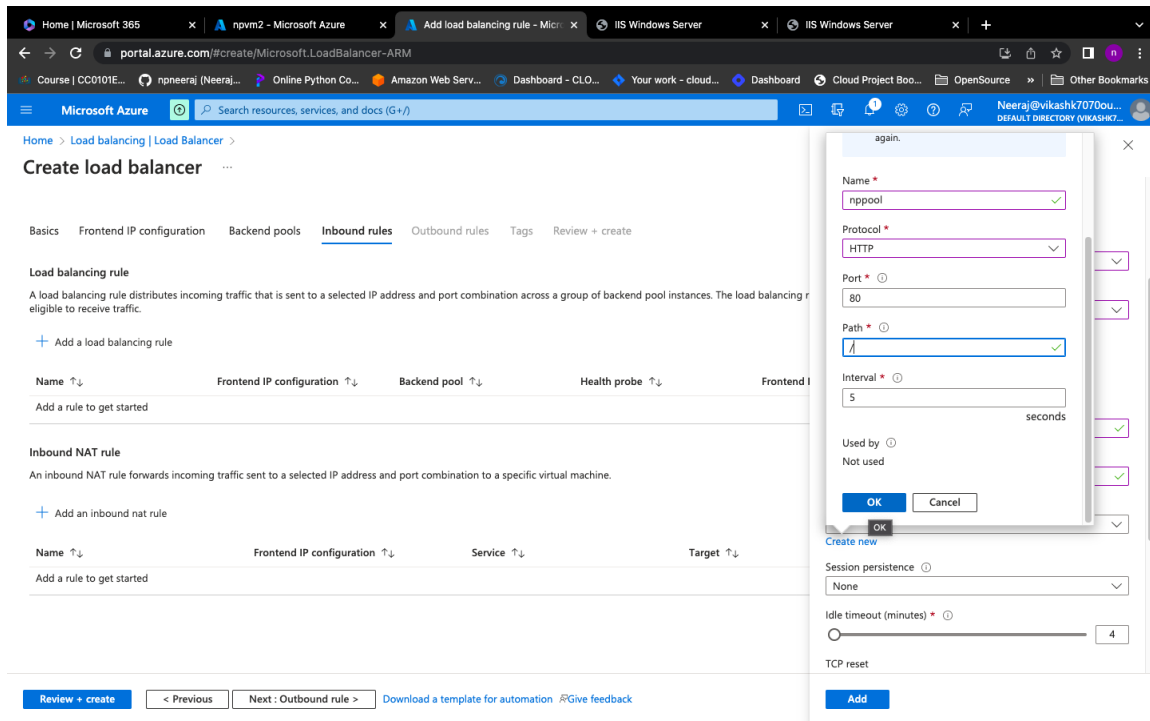 Home | Microsoft 365
npvm2 - Microsoft Azure
Add load balancing rule - Micro
IIS Windows Server
IIS Windows Server
portal.azure.com/#create/Microsoft.LoadBalancer-ARM
n
Course | CC0101E...
npneeraj (Neeraj...
Online Python Co...
Amazon Web Serv...
Dashboard - CLO...
Your work - cloud...
Dashboard
Cloud Project Boo...
OpenSource
»
Other Bookmarks
Microsoft Azure
Search resources, services, and docs (G+/)
1
Neeraj@vikashk7070ou...
DEFAULT DIRECTORY (VIKASHK7...
Home > Load balancing | Load Balancer >
Create load balancer ...
Basics
Frontend IP configuration
Backend pools
Inbound rules
Outbound rules
Tags
Review + create
Load balancing rule
A load balancing rule distributes incoming traffic that is sent to a selected IP address and port combination across a group of backend pool instances. The load balancing r
eligible to receive traffic.
+ Add a load balancing rule
Name ↑↓
Frontend IP configuration ↑↓
Backend pool ↑↓
Health probe ↑↓
Frontend
Add a rule to get started
Inbound NAT rule
An inbound NAT rule forwards incoming traffic sent to a selected IP address and port combination to a specific virtual machine.
+ Add an inbound nat rule
Name ↑↓
Frontend IP configuration ↑↓
Service ↑↓
Target ↑↓
Add a rule to get started
Review + create
< Previous
Next : Outbound rule >
Download a template for automation
Give feedback
again.
Name *
nppool
Protocol *
HTTP
Port *
80
Path *
/
Interval *
5
seconds
Used by
Not used
OK
Cancel
OK
Create new
Session persistence
None
Idle timeout (minutes) *
4
TCP reset
Add